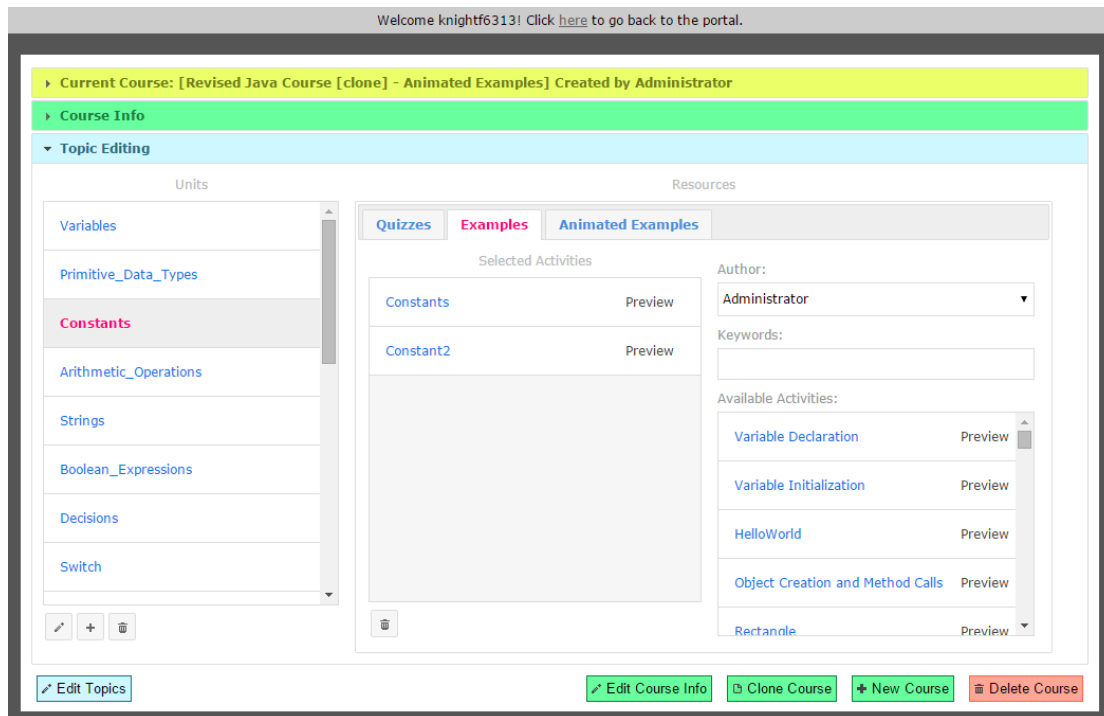 Welcome knightf6313! Click here to go back to the portal.
Current Course: [Revised Java Course [clone] - Animated Examples] Created by Administrator
Course Info
Topic Editing
Units
Variables
Primitive_Data_Types
Constants
Arithmetic_Operations
Strings
Boolean_Expressions
Decisions
Switch
Resources
Quizzes Examples Animated Examples
Selected Activities
Constants Preview
Constant2 Preview
Author:
Administrator
Keywords:
Available Activities:
Variable Declaration Preview
Variable Initialization Preview
HelloWorld Preview
Object Creation and Method Calls Preview
Rectangle Preview
Edit Topics Edit Course Info Clone Course New Course Delete Course